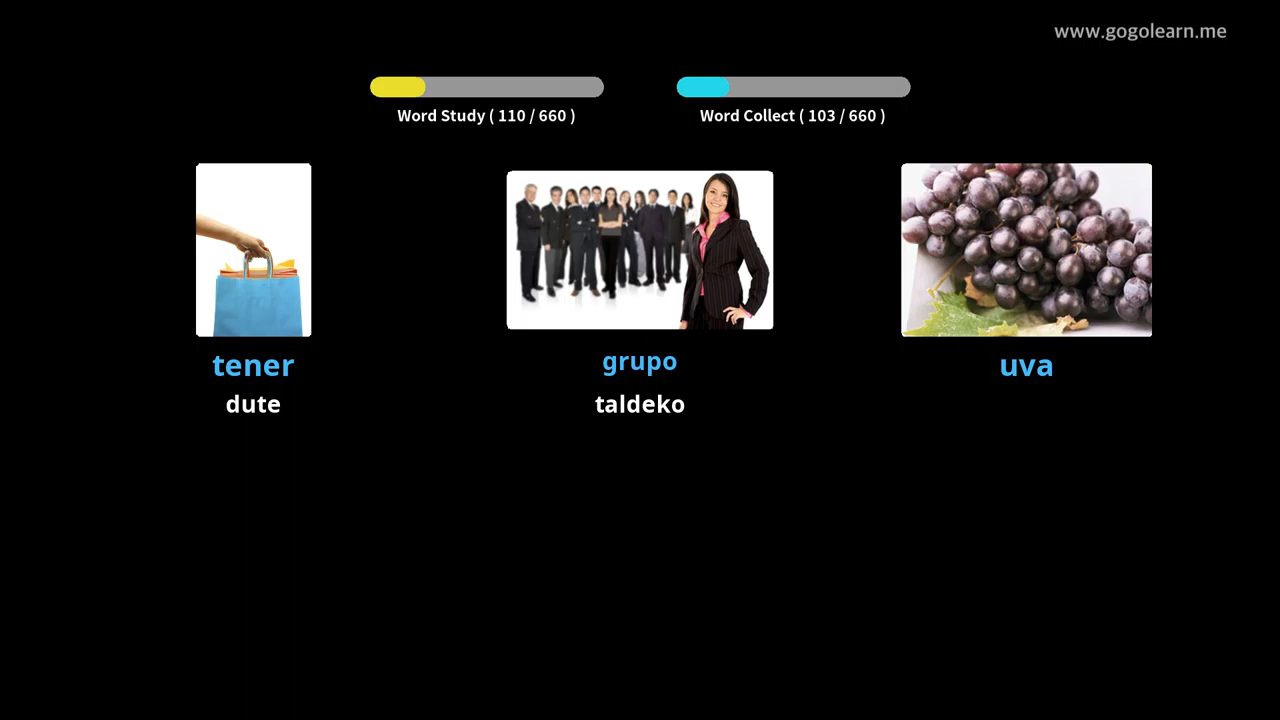 www.gogolearn.me
Word Study ( 110 / 660 )
Word Collect ( 103 / 660 )
tener
grupo
uva
dute
taldeko